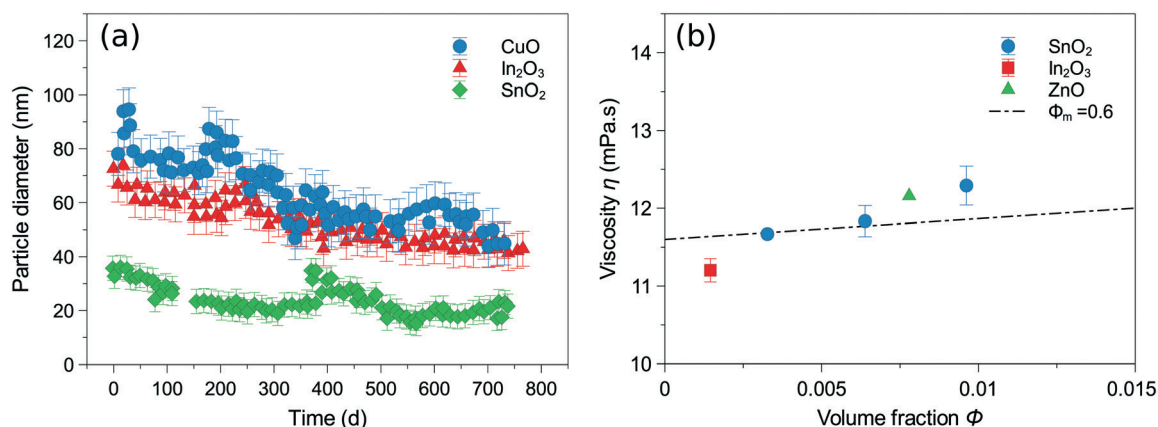 (a)
CuO
In₂O₃
SnO₂
120
100
80
60
40
20
0
Particle diameter (nm)
0 100 200 300 400 500 600 700 800
Time (d)
(b)
SnO₂
In₂O₃
ZnO
Φₘ =0.6
14
13
12
11
10
Viscosity η (mPa.s)
0 0.005 0.01 0.015
Volume fraction Φ